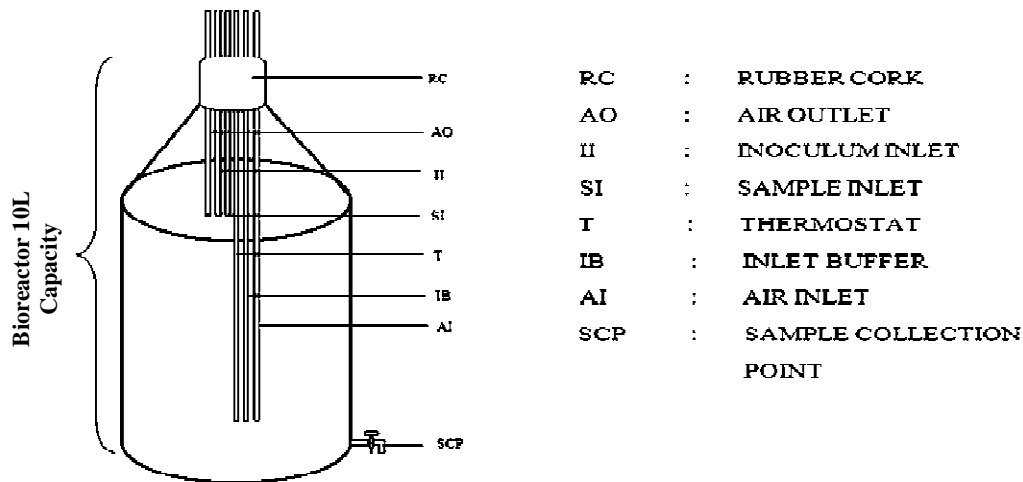 Bioreactor 10L
Capacity
RC
AO
II
SI
T
IB
AI
SCP
RC : RUBBER CORK
AO : AIR OUTLET
II : INOCULUM INLET
SI : SAMPLE INLET
T : THERMOSTAT
IB : INLET BUFFER
AI : AIR INLET
SCP : SAMPLE COLLECTION
POINT